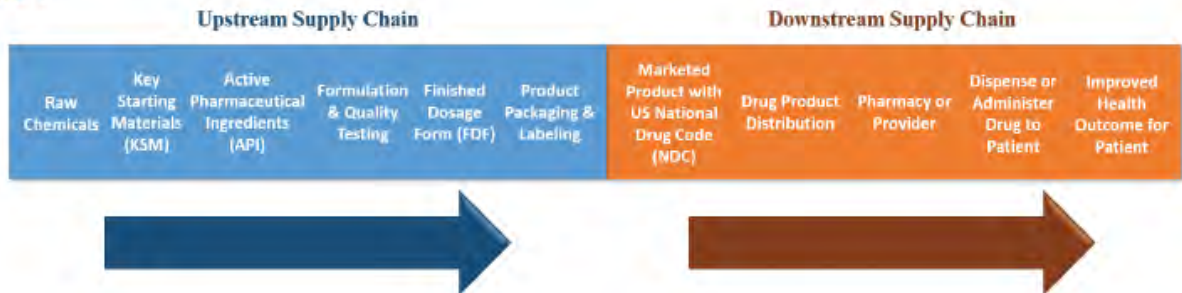 Upstream Supply Chain
Downstream Supply Chain
Raw
Chemicals
Key
Starting
Materials
(KSM)
Active
Pharmaceutical
Ingredients
(API)
Formulation
& Quality
Testing
Finished
Dosage
Form (FDF)
Product
Packaging &
Labeling
Marketed
Product with
US National
Drug Code
(NDC)
Drug Product
Distribution
Pharmacy or
Provider
Dispense or
Administer
Drug to
Patient
Improved
Health
Outcome for
Patient